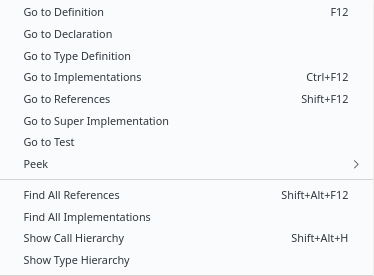 Go to Definition F12
Go to Declaration
Go to Type Definition
Go to Implementations Ctrl+F12
Go to References Shift+F12
Go to Super Implementation
Go to Test
Peek
Find All References Shift+Alt+F12
Find All Implementations
Show Call Hierarchy Shift+Alt+H
Show Type Hierarchy